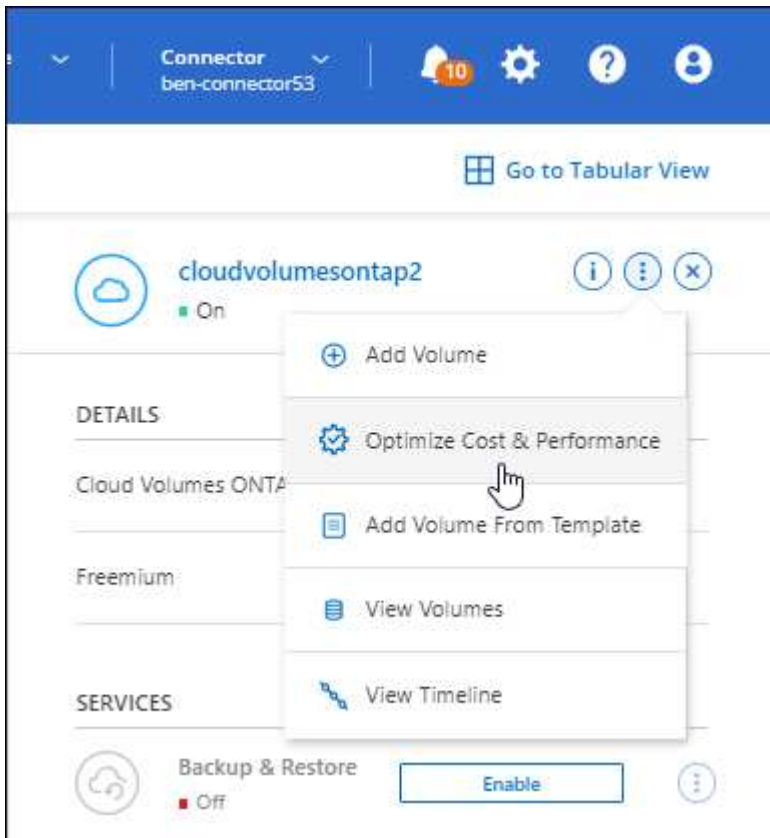 Connector
ben-connector53
10
Go to Tabular View
cloudvolumesontap2
On
Add Volume
DETAILS
Optimize Cost & Performance
Cloud Volumes ONTA
Add Volume From Template
Freemium
View Volumes
View Timeline
SERVICES
Backup & Restore
Off
Enable